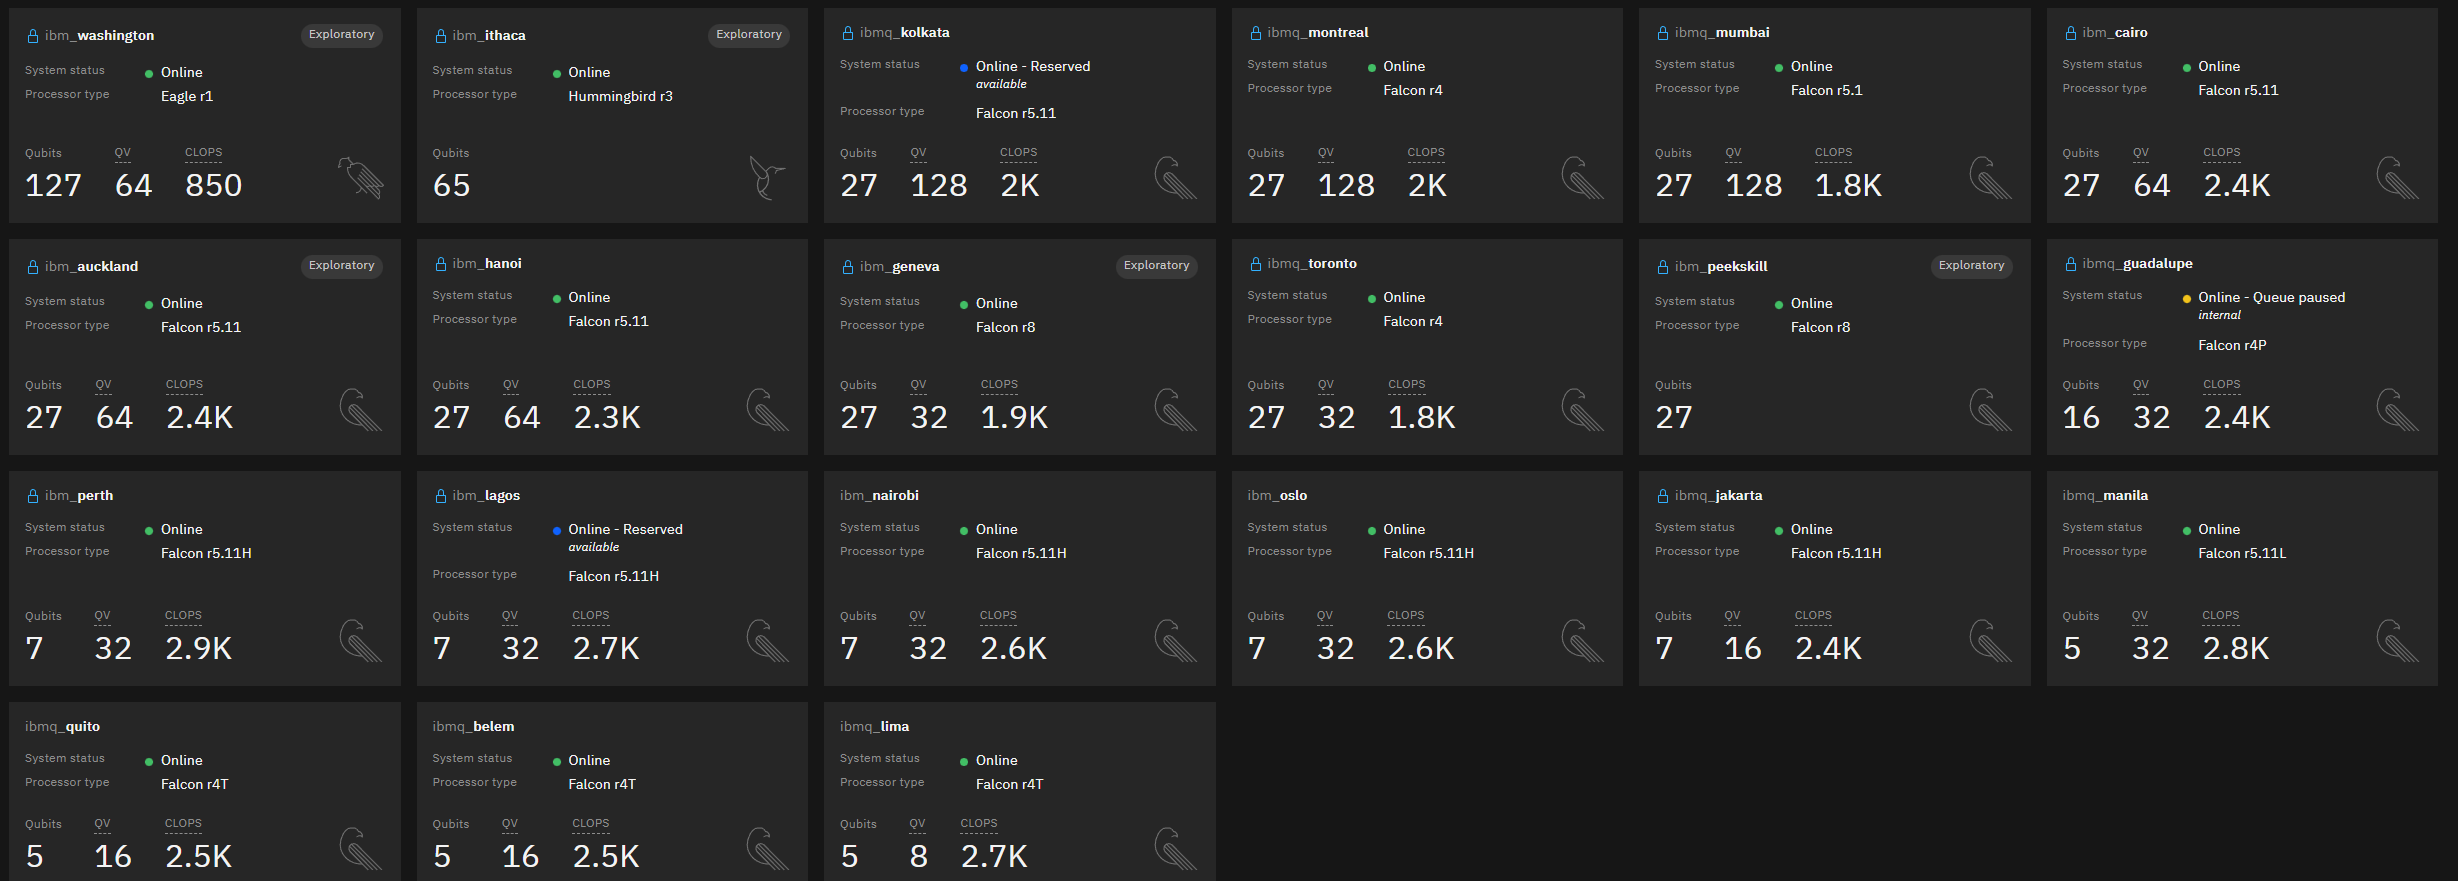 ibm_washington Exploratory
System status Online
Processor type Eagle r1
Qubits QV CLOPS
127 64 850
ibm_ithaca Exploratory
System status Online
Processor type Hummingbird r3
Qubits
65
ibmq_kolkata
System status Online - Reserved
available
Processor type Falcon r5.11
Qubits QV CLOPS
27 128 2K
ibmq_montreal
System status Online
Processor type Falcon r4
Qubits QV CLOPS
27 128 2K
ibmq_mumbai
System status Online
Processor type Falcon r5.1
Qubits QV CLOPS
27 128 1.8K
ibm_cairo
System status Online
Processor type Falcon r5.11
Qubits QV CLOPS
27 64 2.4K
ibm_auckland Exploratory
System status Online
Processor type Falcon r5.11
Qubits QV CLOPS
27 64 2.4K
ibm_hanoi
System status Online
Processor type Falcon r5.11
Qubits QV CLOPS
27 64 2.3K
ibm_geneva Exploratory
System status Online
Processor type Falcon r8
Qubits QV CLOPS
27 32 1.9K
ibmq_toronto
System status Online
Processor type Falcon r4
Qubits QV CLOPS
27 32 1.8K
ibm_peekskill Exploratory
System status Online
Processor type Falcon r8
Qubits
27
ibmq_guadalupe
System status Online - Queue paused
internal
Processor type Falcon r4P
Qubits QV CLOPS
16 32 2.4K
ibm_perth
System status Online
Processor type Falcon r5.11H
Qubits QV CLOPS
7 32 2.9K
ibm_lagos
System status Online - Reserved
available
Processor type Falcon r5.11H
Qubits QV CLOPS
7 32 2.7K
ibm_nairobi
System status Online
Processor type Falcon r5.11H
Qubits QV CLOPS
7 32 2.6K
ibm_oslo
System status Online
Processor type Falcon r5.11H
Qubits QV CLOPS
7 32 2.6K
ibmq_jakarta
System status Online
Processor type Falcon r5.11H
Qubits QV CLOPS
7 16 2.4K
ibmq_manila
System status Online
Processor type Falcon r5.11L
Qubits QV CLOPS
5 32 2.8K
ibmq_quito
System status Online
Processor type Falcon r4T
Qubits QV CLOPS
5 16 2.5K
ibmq_belem
System status Online
Processor type Falcon r4T
Qubits QV CLOPS
5 16 2.5K
ibmq_lima
System status Online
Processor type Falcon r4T
Qubits QV CLOPS
5 8 2.7K